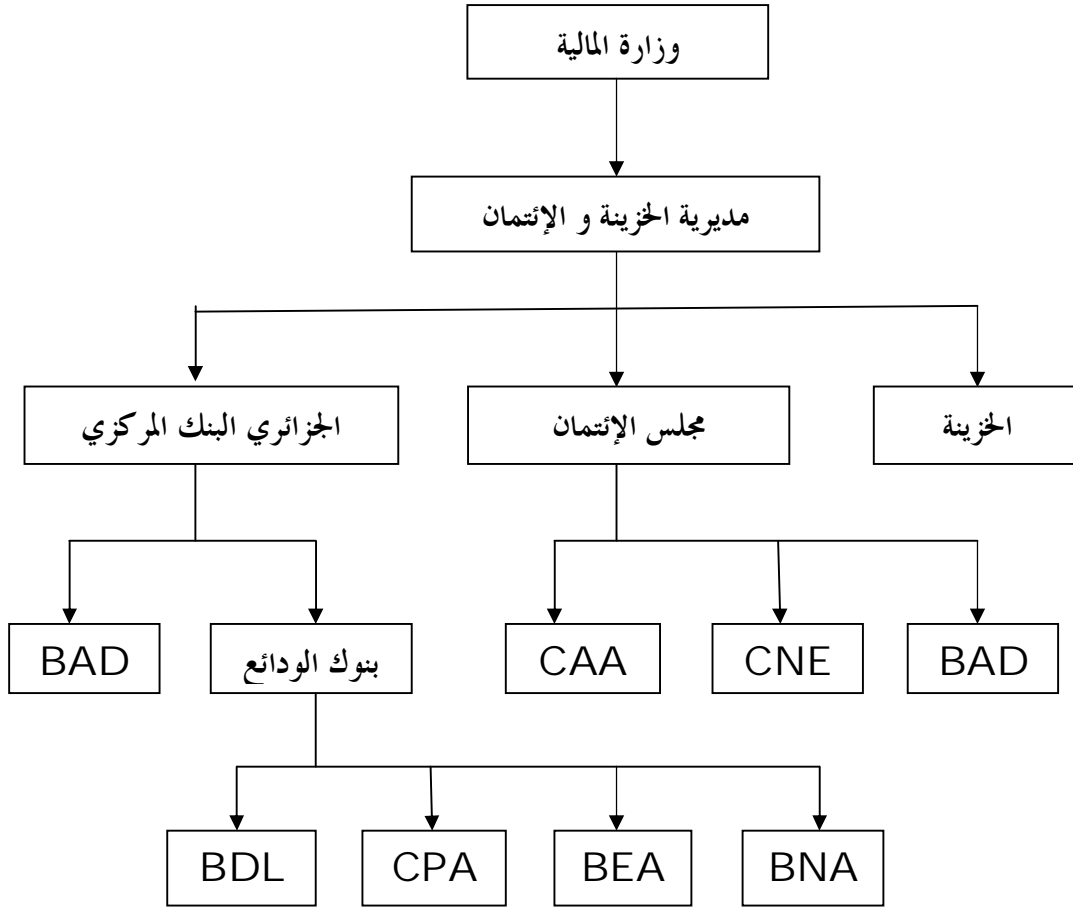 وزارة المالية
مديرية الخزينة و الإئتمان
الخزينة
مجلس الإئتمان
الجزائري البنك المركزي
BAD
CNE
CAA
بنوك الودائع
BAD
BNA
BEA
CPA
BDL